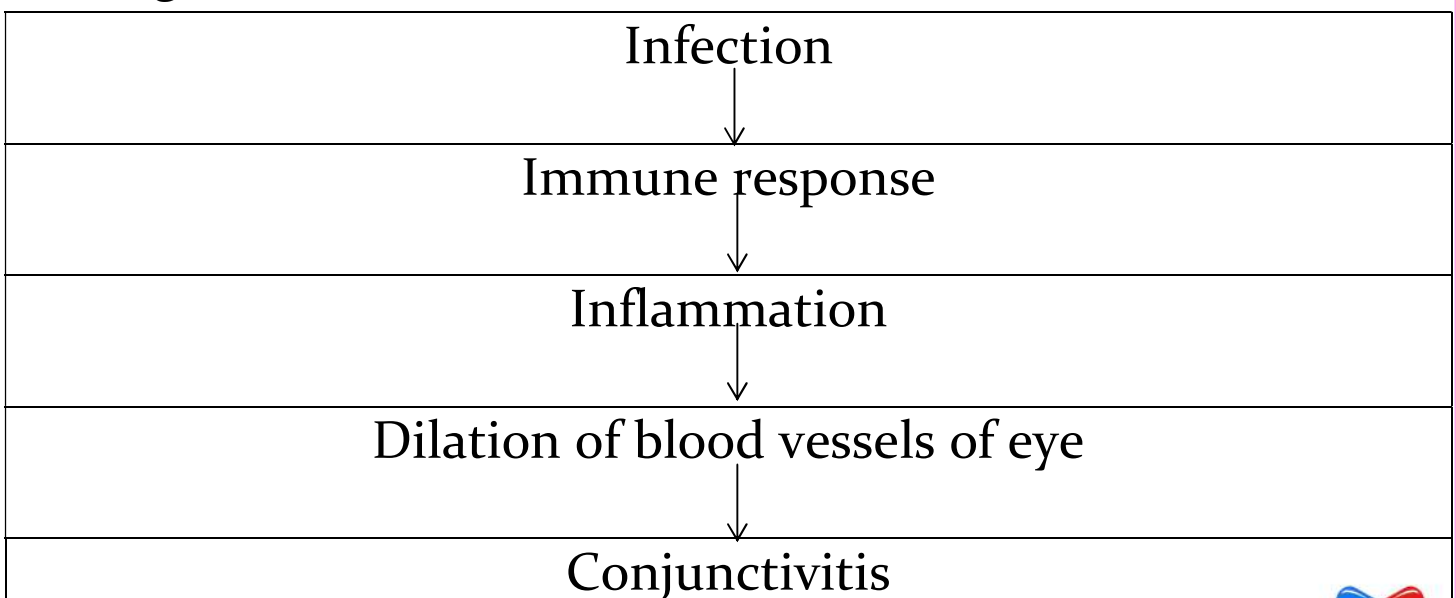 Infection
Immune response
Inflammation
Dilation of blood vessels of eye
Conjunctivitis